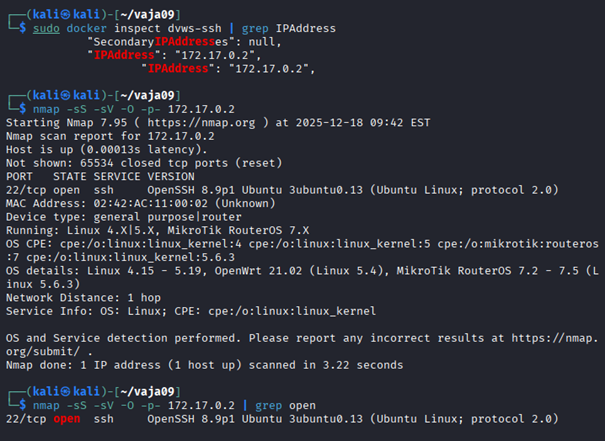 ┌──(kali㉿kali)-[~/vaja09]
└─$ sudo docker inspect dvws-ssh | grep IPAddress
            "SecondaryIPAddresses": null,
            "IPAddress": "172.17.0.2",
                    "IPAddress": "172.17.0.2",
┌──(kali㉿kali)-[~/vaja09]
└─$ nmap -sS -sV -O -p- 172.17.0.2
Starting Nmap 7.95 ( https://nmap.org ) at 2025-12-18 09:42 EST
Nmap scan report for 172.17.0.2
Host is up (0.00013s latency).
Not shown: 65534 closed tcp ports (reset)
PORT   STATE SERVICE VERSION
22/tcp open  ssh     OpenSSH 8.9p1 Ubuntu 3ubuntu0.13 (Ubuntu Linux; protocol 2.0)
MAC Address: 02:42:AC:11:00:02 (Unknown)
Device type: general purpose|router
Running: Linux 4.X|5.X, MikroTik RouterOS 7.X
OS CPE: cpe:/o:linux:linux_kernel:4 cpe:/o:linux:linux_kernel:5 cpe:/o:mikrotik:routeros
:7 cpe:/o:linux:linux_kernel:5.6.3
OS details: Linux 4.15 - 5.19, OpenWrt 21.02 (Linux 5.4), MikroTik RouterOS 7.2 - 7.5 (L
inux 5.6.3)
Network Distance: 1 hop
Service Info: OS: Linux; CPE: cpe:/o:linux:linux_kernel
OS and Service detection performed. Please report any incorrect results at https://nmap.
org/submit/ .
Nmap done: 1 IP address (1 host up) scanned in 3.22 seconds
┌──(kali㉿kali)-[~/vaja09]
└─$ nmap -sS -sV -O -p- 172.17.0.2 | grep open
22/tcp open  ssh     OpenSSH 8.9p1 Ubuntu 3ubuntu0.13 (Ubuntu Linux; protocol 2.0)